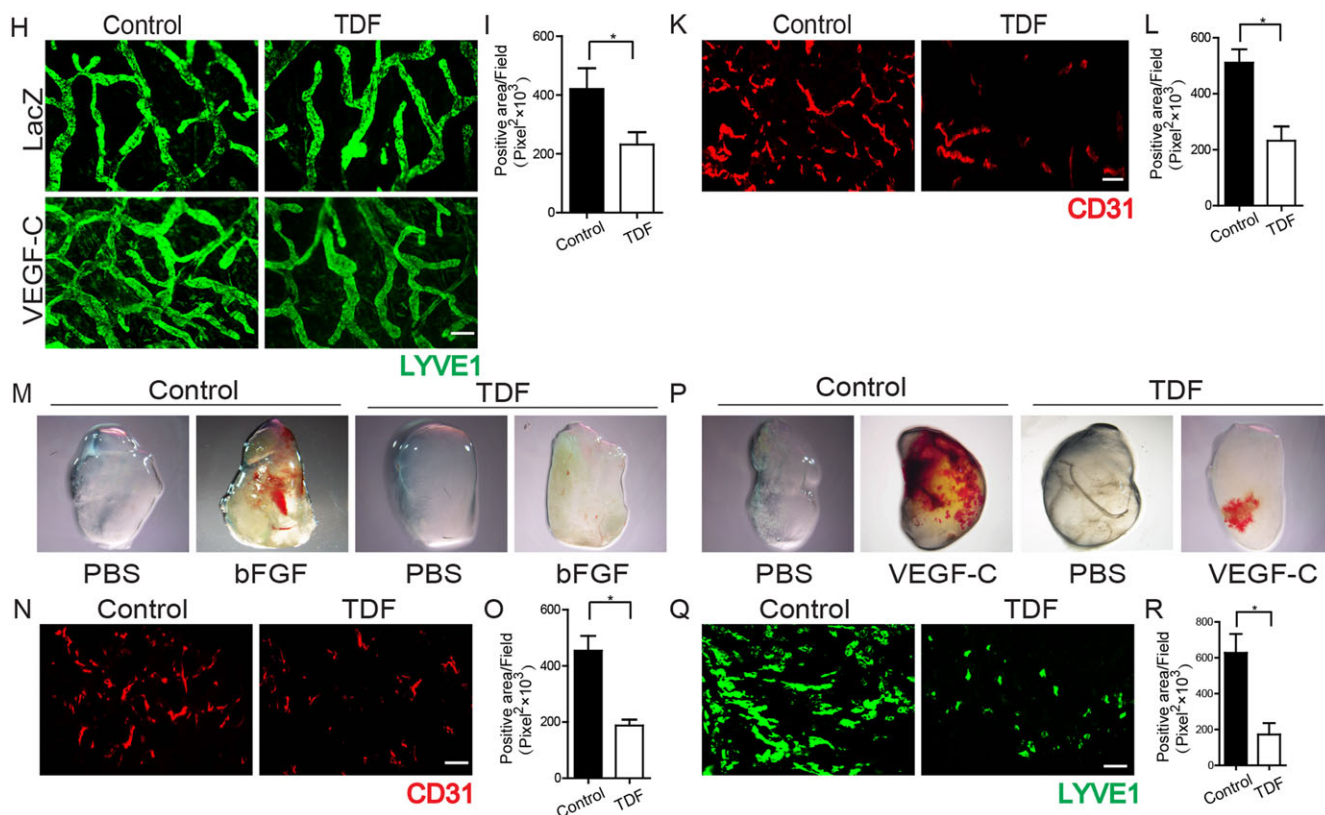 H Control TDF
LacZ
VEGF-C
LYVE1
I
Positive area/Field
(Pixel²×10³)
600
400
200
0
*
Control TDF
K Control TDF
CD31
L
Positive area/Field
(Pixel²×10³)
600
400
200
0
*
Control TDF
M Control TDF
PBS bFGF PBS bFGF
P Control TDF
PBS VEGF-C PBS VEGF-C
N Control TDF
CD31
O
Positive area/Field
(Pixel²×10³)
600
400
200
0
*
Control TDF
Q Control TDF
LYVE1
R
Positive area/Field
(Pixel²×10³)
800
600
400
200
0
*
Control TDF